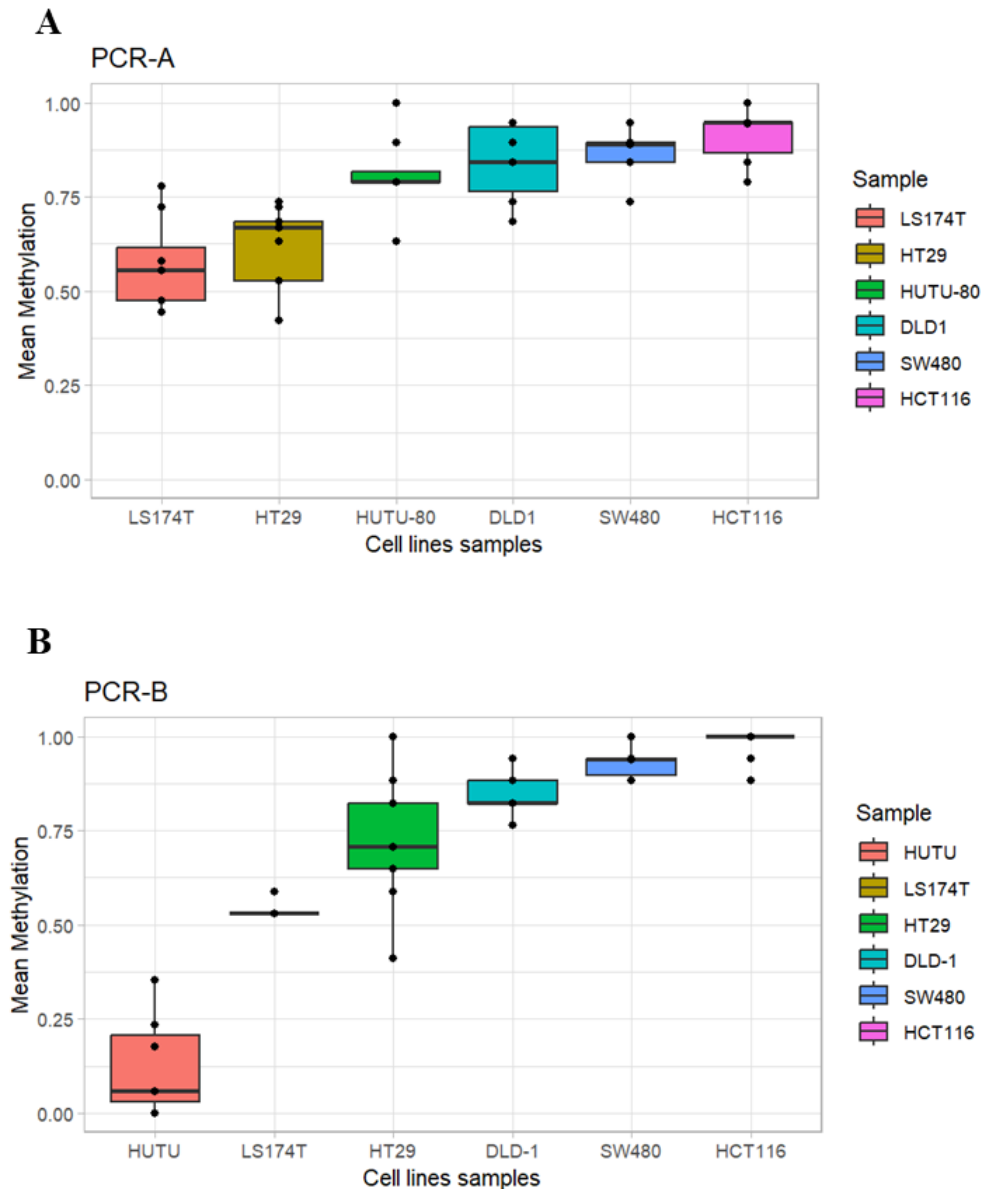 A
PCR-A
1.00
0.75
0.50
0.25
0.00
Mean Methylation
LS174T HT29 HUTU-80 DLD1 SW480 HCT116
Cell lines samples
Sample
LS174T
HT29
HUTU-80
DLD1
SW480
HCT116
B
PCR-B
1.00
0.75
0.50
0.25
0.00
Mean Methylation
HUTU LS174T HT29 DLD-1 SW480 HCT116
Cell lines samples
Sample
HUTU
LS174T
HT29
DLD-1
SW480
HCT116